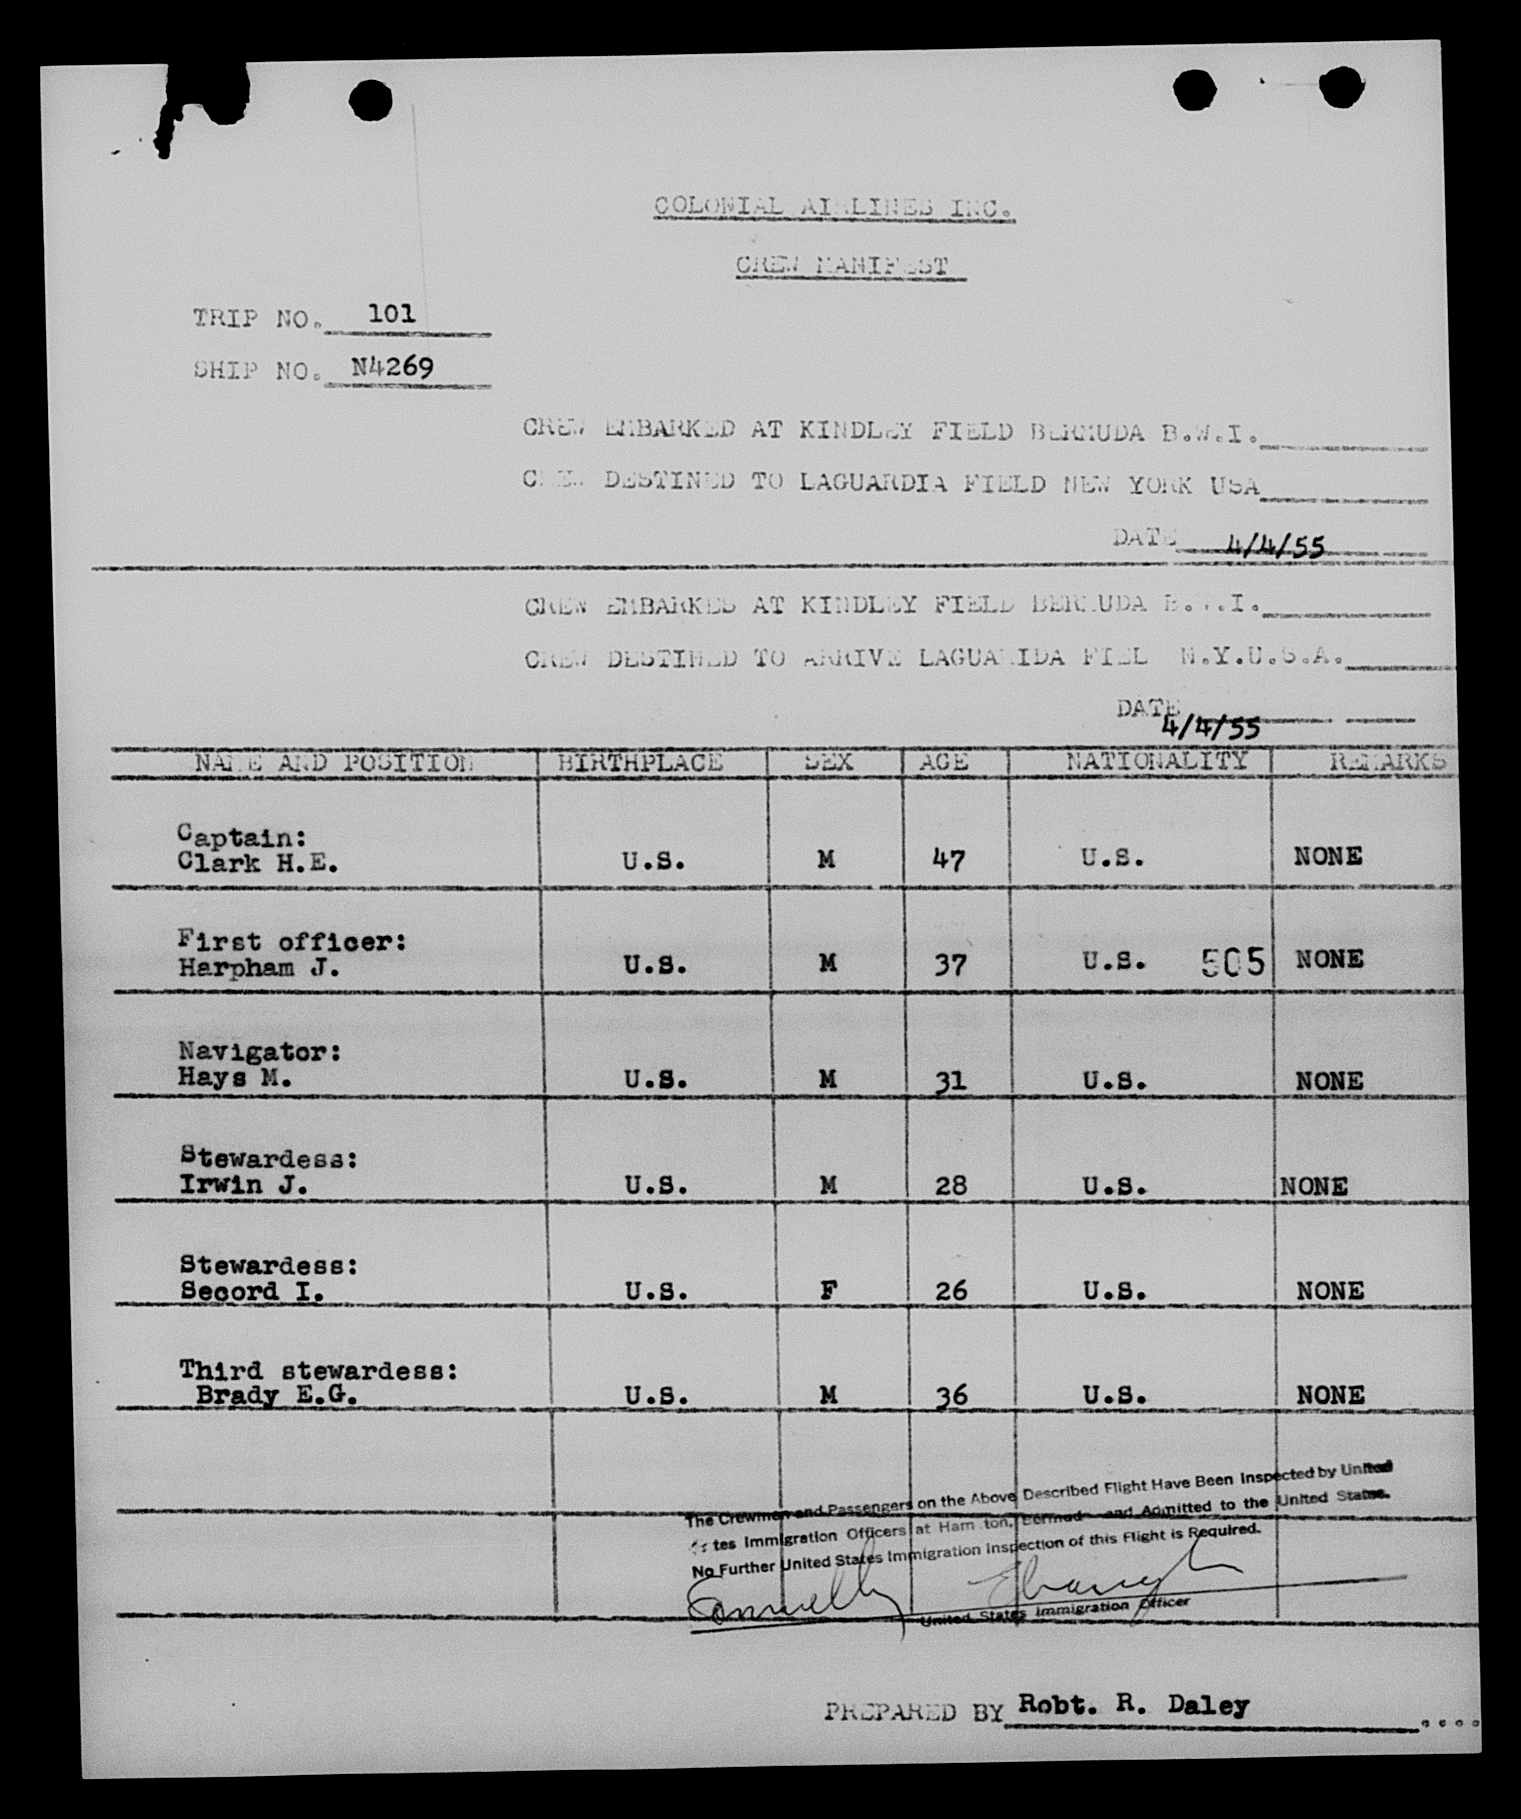 COLONIAL AIRLINES INC.
CREW MANIFEST
TRIP NO. 101
SHIP NO. N4269
CREW EMBARKED AT KINDLEY FIELD BERMUDA B.W.I.
CREW DESTINED TO LAGUARDIA FIELD NEW YORK USA
DATE 4/4/55
CREW EMBARKED AT KINDLEY FIELD BERMUDA B.W.I.
CREW DESTINED TO ARRIVE LAGUARIDA FIEL N.Y.U.S.A.
DATE 4/4/55
NAME AND POSITION BIRTHPLACE SEX AGE NATIONALITY REMARKS
Captain:
Clark H.E. U.S. M 47 U.S. NONE
First officer:
Harpham J. U.S. M 37 U.S. 505 NONE
Navigator:
Hays M. U.S. M 31 U.S. NONE
Stewardess:
Irwin J. U.S. M 28 U.S. NONE
Stewardess:
Secord I. U.S. F 26 U.S. NONE
Third stewardess:
Brady E.G. U.S. M 36 U.S. NONE
The Crewmen and Passengers on the Above Described Flight Have Been Inspected by United
States Immigration Officers at Hamilton, Bermuda and Admitted to the United States.
No Further United States Immigration Inspection of this Flight is Required.
United States Immigration Officer
PREPARED BY Robt. R. Daley ....